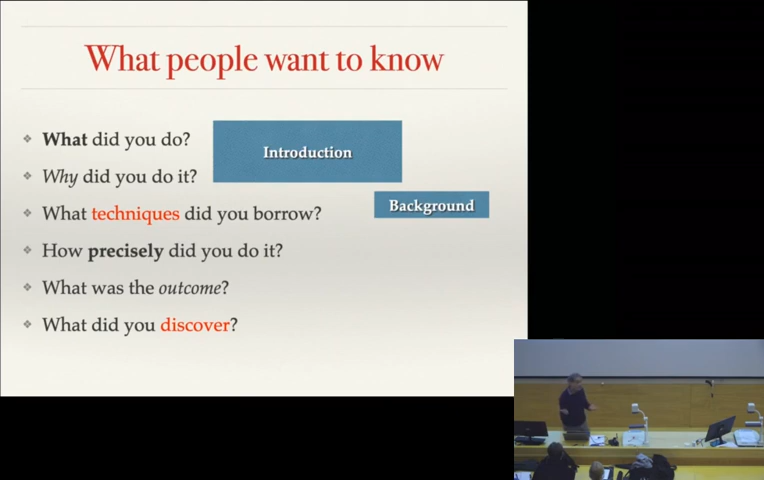 What people want to know
What did you do?
Introduction
Why did you do it?
What techniques did you borrow?
Background
How precisely did you do it?
What was the outcome?
What did you discover?